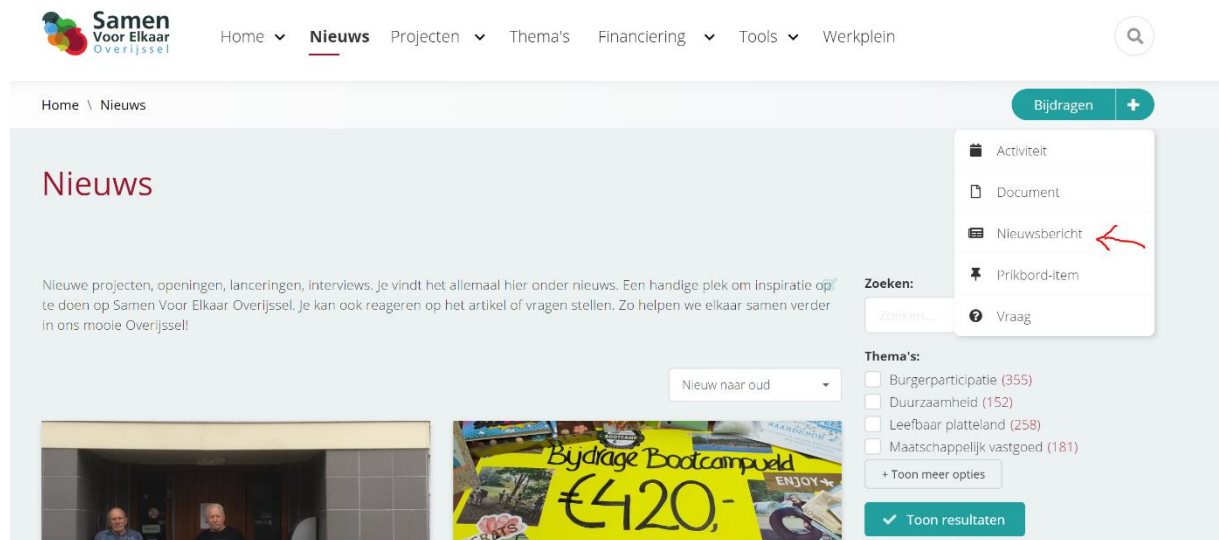 Samen
Voor Elkaar
Overijssel
Home Nieuws Projecten Thema's Financiering Tools Werkplein
Home \ Nieuws
Bijdragen +
Activiteit
Document
Nieuwsbericht
Prikbord-item
Vraag
Nieuws
Nieuwe projecten, openingen, lanceringen, interviews. Je vindt het allemaal hier onder nieuws. Een handige plek om inspiratie op
te doen op Samen Voor Elkaar Overijssel. Je kan ook reageren op het artikel of vragen stellen. Zo helpen we elkaar samen verder
in ons mooie Overijssel!
Zoeken:
Zoeken...
Thema's:
Burgerparticipatie (355)
Duurzaamheid (152)
Leefbaar platteland (258)
Maatschappelijk vastgoed (181)
+ Toon meer opties
Toon resultaten
Nieuw naar oud
BOOTCAMP
WAARDEBON
Bijdrage Bootcampveld
€420,-
ENJOY